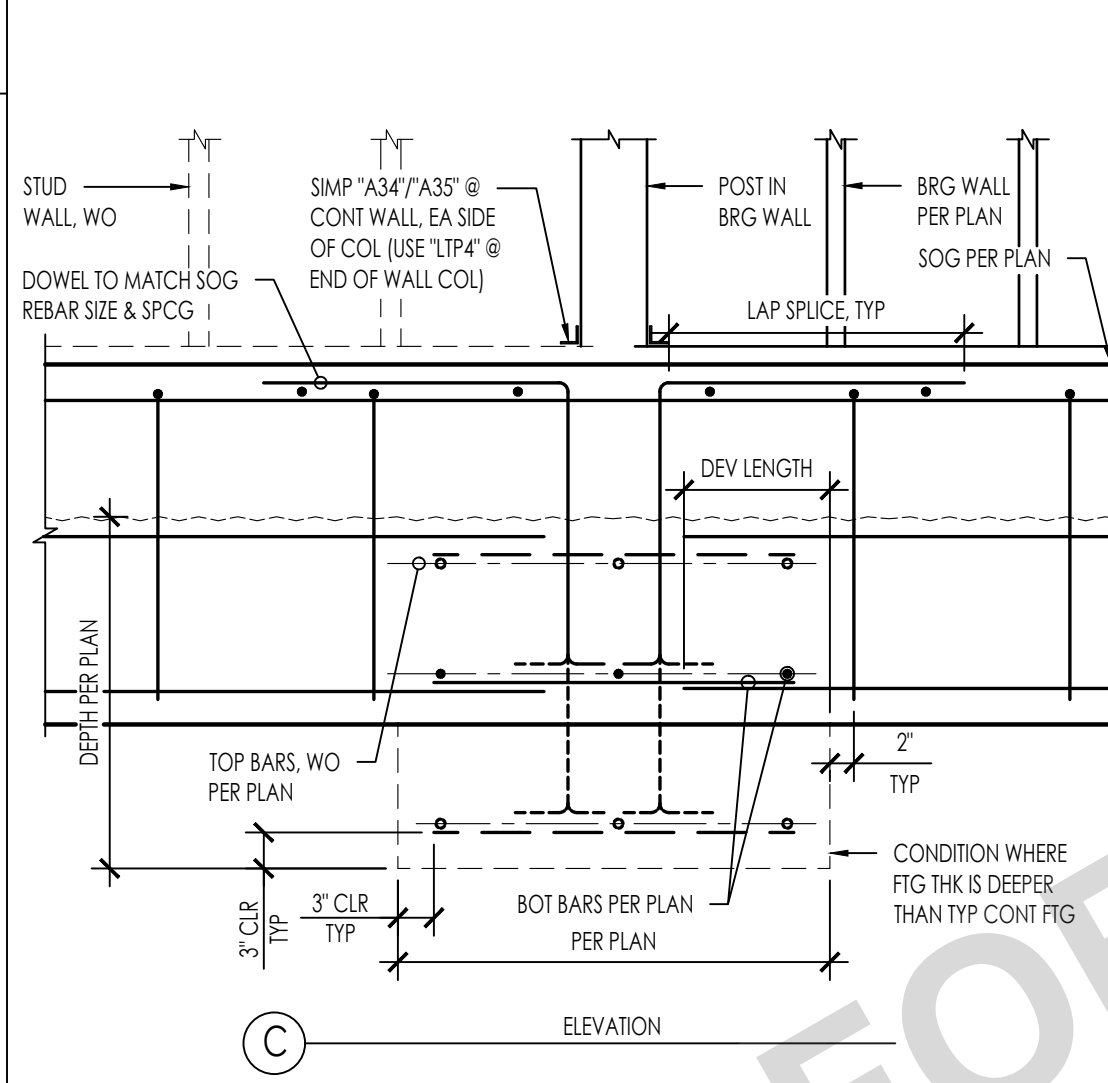 STUD
WALL, WO
SIMP "A34"/"A35" @
CONT WALL, EA SIDE
OF COL (USE "LTP4" @
END OF WALL COL)
POST IN
BRG WALL
BRG WALL
PER PLAN
SOG PER PLAN
DOWEL TO MATCH SOG
REBAR SIZE & SPCG
LAP SPLICE, TYP
DEV LENGTH
DEPTH PER PLAN
TOP BARS, WO
PER PLAN
2"
TYP
3" CLR
TYP
3" CLR
TYP
BOT BARS PER PLAN
PER PLAN
CONDITION WHERE
FTG THK IS DEEPER
THAN TYP CONT FTG
C
ELEVATION